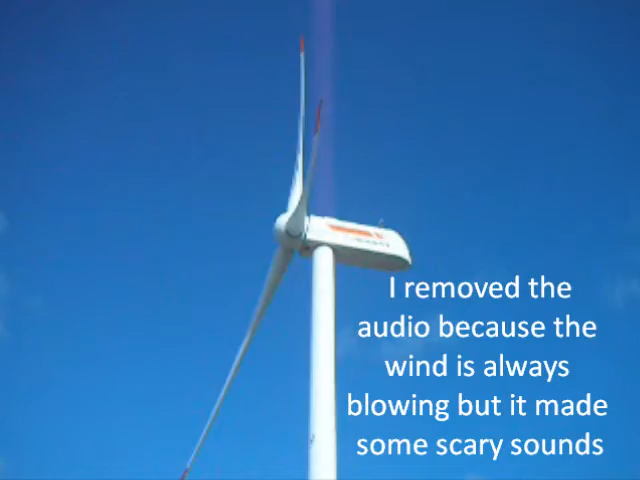 I removed the
audio because the
wind is always
blowing but it made
some scary sounds